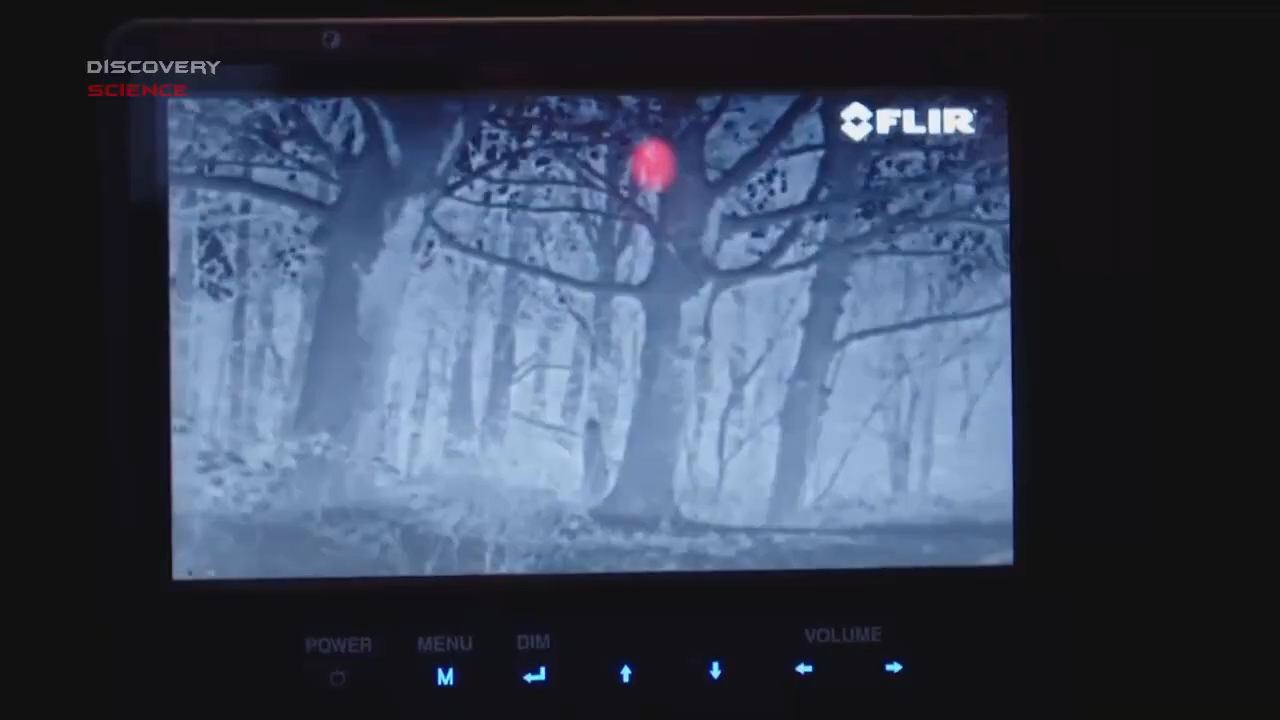 DISCOVERY
SCIENCE
FLIR
POWER MENU DIM VOLUME
M